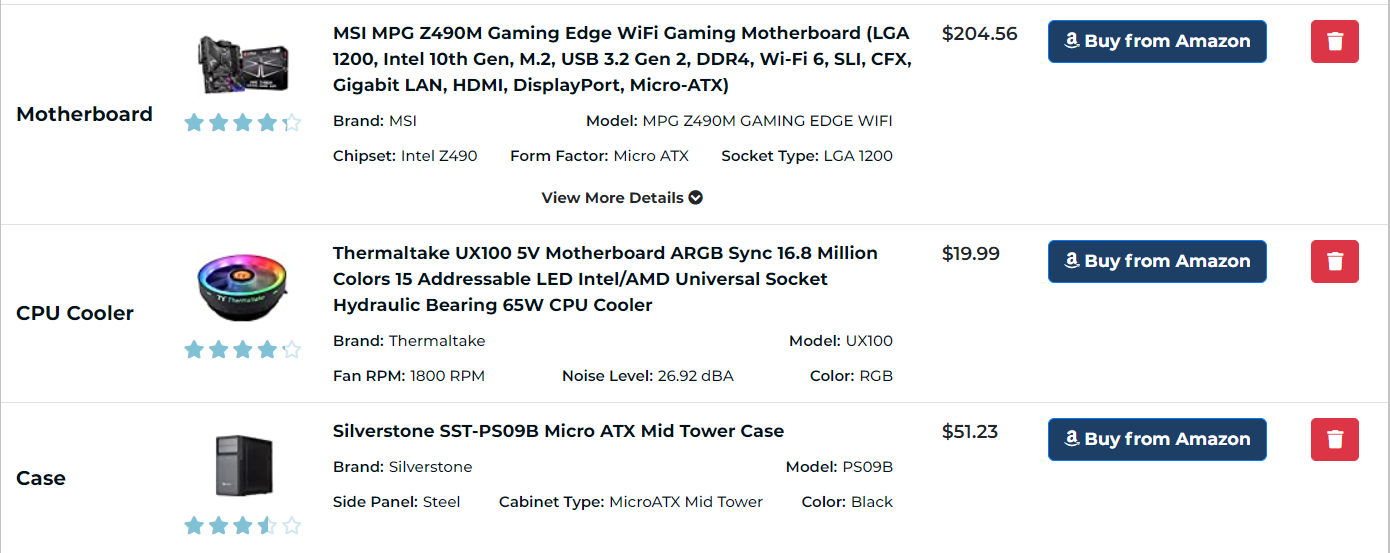 Motherboard
MSI MPG Z490M Gaming Edge WiFi Gaming Motherboard (LGA
1200, Intel 10th Gen, M.2, USB 3.2 Gen 2, DDR4, Wi-Fi 6, SLI, CFX,
Gigabit LAN, HDMI, DisplayPort, Micro-ATX)
Brand: MSI Model: MPG Z490M GAMING EDGE WIFI
Chipset: Intel Z490 Form Factor: Micro ATX Socket Type: LGA 1200
View More Details
$204.56
Buy from Amazon
CPU Cooler
Thermaltake
Thermaltake UX100 5V Motherboard ARGB Sync 16.8 Million
Colors 15 Addressable LED Intel/AMD Universal Socket
Hydraulic Bearing 65W CPU Cooler
Brand: Thermaltake Model: UX100
Fan RPM: 1800 RPM Noise Level: 26.92 dBA Color: RGB
$19.99
Buy from Amazon
Case
Silverstone SST-PS09B Micro ATX Mid Tower Case
Brand: Silverstone Model: PS09B
Side Panel: Steel Cabinet Type: MicroATX Mid Tower Color: Black
$51.23
Buy from Amazon